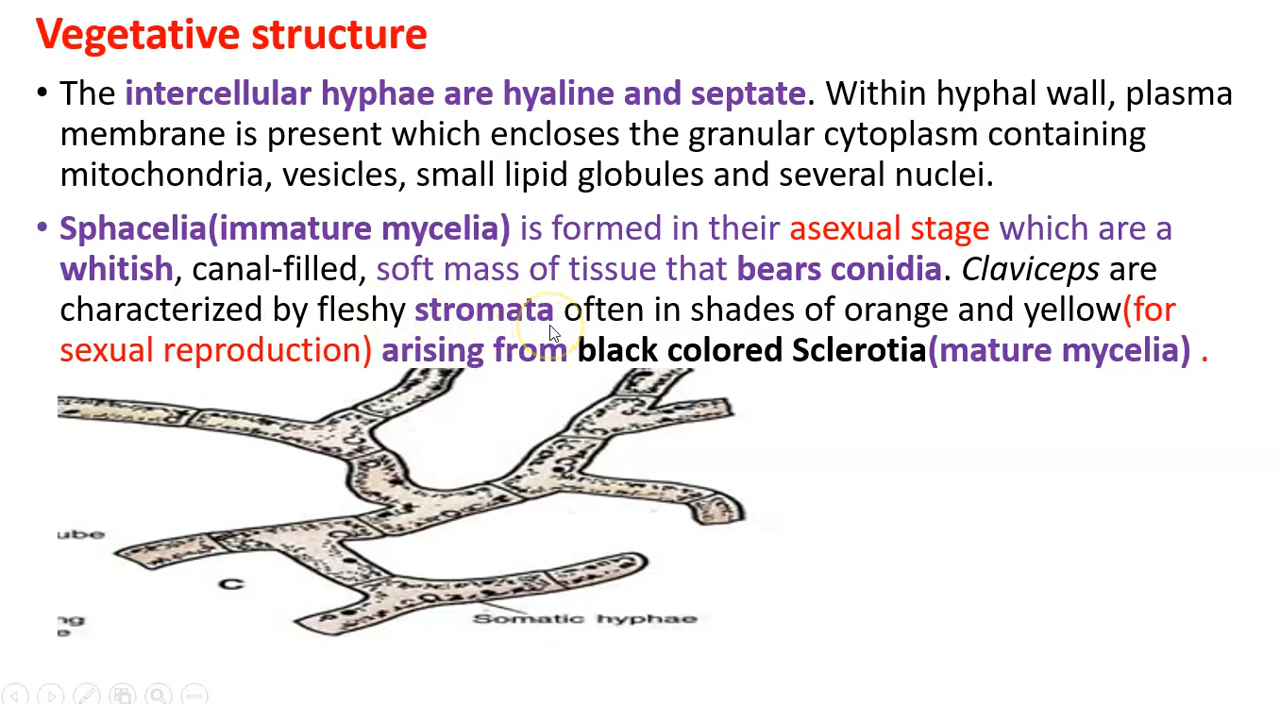 Vegetative structure
• The intercellular hyphae are hyaline and septate. Within hyphal wall, plasma
membrane is present which encloses the granular cytoplasm containing
mitochondria, vesicles, small lipid globules and several nuclei.
• Sphacelia(immature mycelia) is formed in their asexual stage which are a
whitish, canal-filled, soft mass of tissue that bears conidia. Claviceps are
characterized by fleshy stromata often in shades of orange and yellow(for
sexual reproduction) arising from black colored Sclerotia(mature mycelia) .
ube
C
ng
e
Somatic hyphae